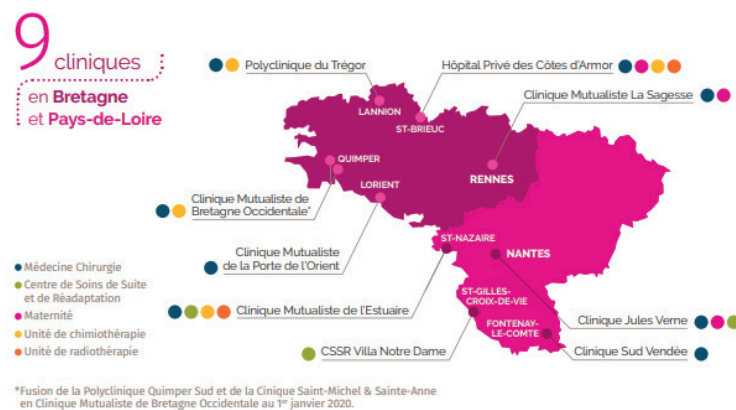 9 cliniques
en Bretagne
et Pays-de-Loire
Polyclinique du Trégor
Hôpital Privé des Côtes d'Armor
Clinique Mutualiste La Sagesse
LANNION
ST-BRIEUC
QUIMPER
LORIENT
RENNES
Clinique Mutualiste de
Bretagne Occidentale*
Clinique Mutualiste
de la Porte de l'Orient
ST-NAZAIRE
NANTES
Médecine Chirurgie
Centre de Soins de Suite
et de Réadaptation
Maternité
Unité de chimiothérapie
Unité de radiothérapie
Clinique Mutualiste de l'Estuaire
ST-GILLES-
CROIX-DE-VIE
FONTENAY-
LE-COMTE
Clinique Jules Verne
CSSR Villa Notre Dame
Clinique Sud Vendée
*Fusion de la Polyclinique Quimper Sud et de la Cinique Saint-Michel & Sainte-Anne
en Clinique Mutualiste de Bretagne Occidentale au 1er janvier 2020.